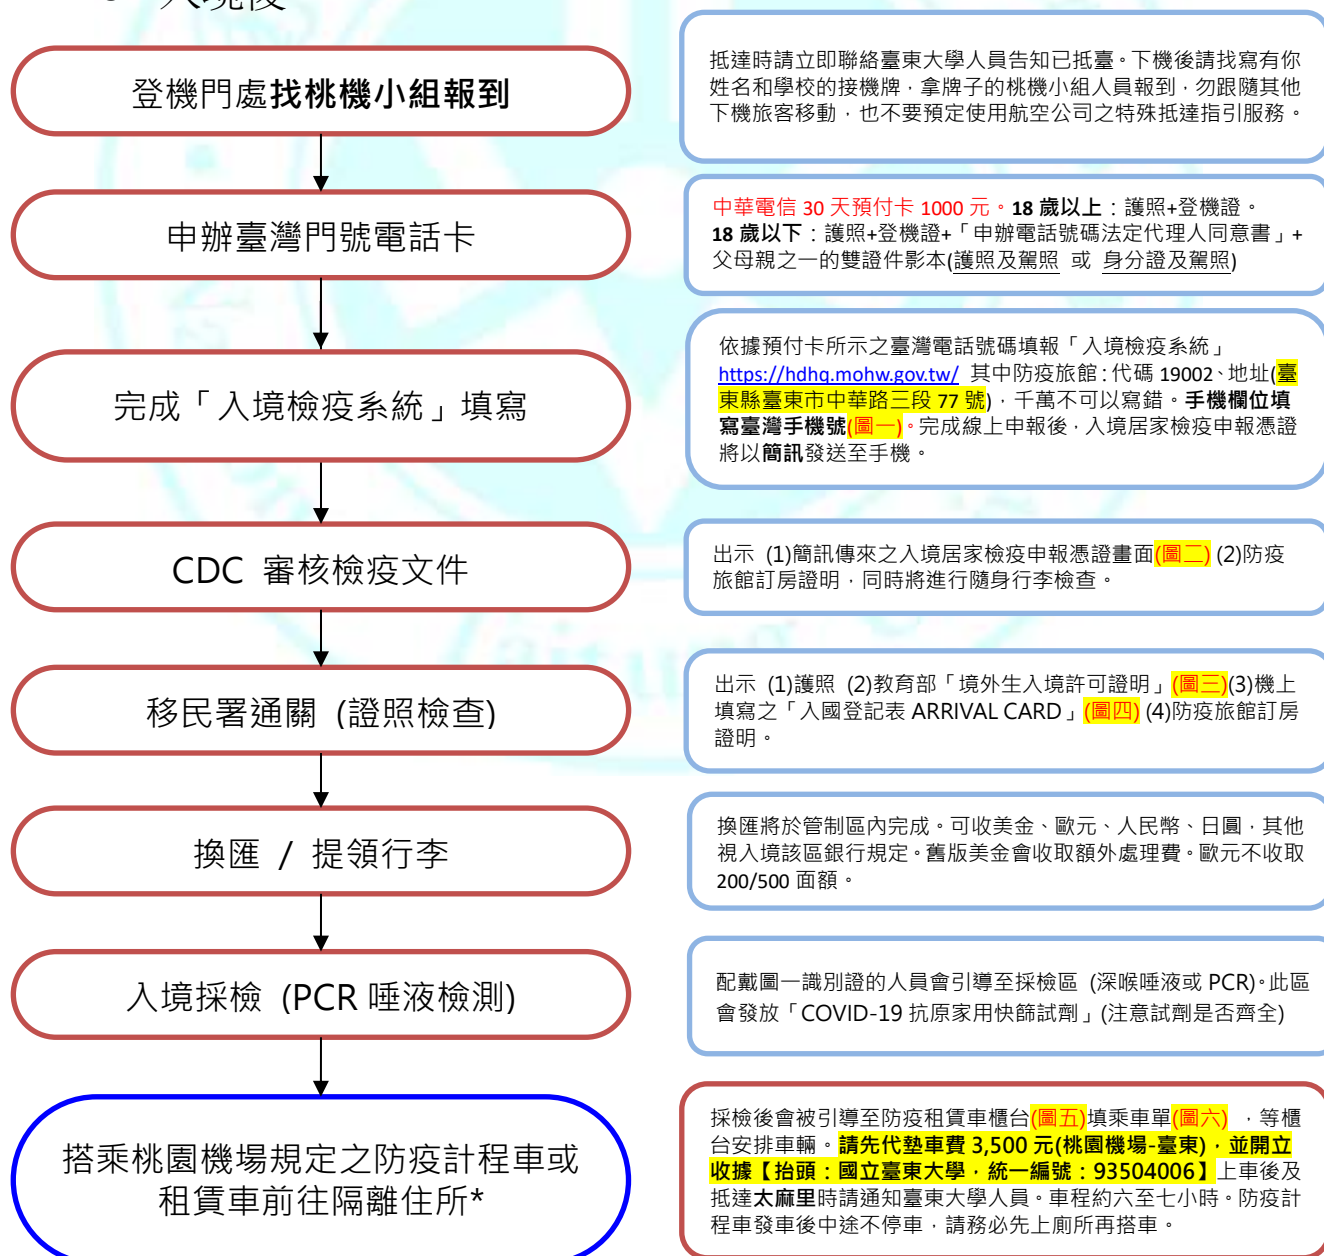 入境後
登機門處找桃機小組報到
抵達時請立即聯絡臺東大學人員告知已抵臺。下機後請找寫有你
姓名和學校的接機牌，拿牌子的桃機小組人員報到，勿跟隨其他
下機旅客移動，也不要預定使用航空公司之特殊抵達指引服務。
申辦臺灣門號電話卡
中華電信 30 天預付卡 1000 元。18 歲以上：護照+登機證。
18 歲以下：護照+登機證+「申辦電話號碼法定代理人同意書」+
父母親之一的雙證件影本(護照及駕照 或 身分證及駕照)
完成「入境檢疫系統」填寫
依據預付卡所示之臺灣電話號碼填報「入境檢疫系統」
https://hdhq.mohw.gov.tw/ 其中防疫旅館：代碼 19002、地址(臺
東縣臺東市中華路三段 77 號)，千萬不可以寫錯。手機欄位填
寫臺灣手機號(圖一)。完成線上申報後，入境居家檢疫申報憑證
將以簡訊發送至手機。
CDC 審核檢疫文件
出示 (1)簡訊傳來之入境居家檢疫申報憑證畫面(圖二) (2)防疫
旅館訂房證明，同時將進行隨身行李檢查。
移民署通關 (證照檢查)
出示 (1)護照 (2)教育部「境外生入境許可證明」(圖三)(3)機上
填寫之「入國登記表 ARRIVAL CARD」(圖四) (4)防疫旅館訂房
證明。
換匯 / 提領行李
換匯將於管制區內完成。可收美金、歐元、人民幣、日圓，其他
視入境該區銀行規定。舊版美金會收取額外處理費。歐元不收取
200/500 面額。
入境採檢 (PCR 唾液檢測)
配戴圖一識別證的人員會引導至採檢區 (深喉唾液或 PCR)。此區
會發放「COVID-19 抗原家用快篩試劑」(注意試劑是否齊全)
搭乘桃園機場規定之防疫計程車或
租賃車前往隔離住所*
採檢後會被引導至防疫租賃車櫃台(圖五)填乘車單(圖六) ，等櫃
台安排車輛。請先代墊車費 3,500 元(桃園機場-臺東)，並開立
收據【抬頭：國立臺東大學，統一編號：93504006】上車後及
抵達太麻里時請通知臺東大學人員。車程約六至七小時。防疫計
程車發車後中途不停車，請務必先上廁所再搭車。